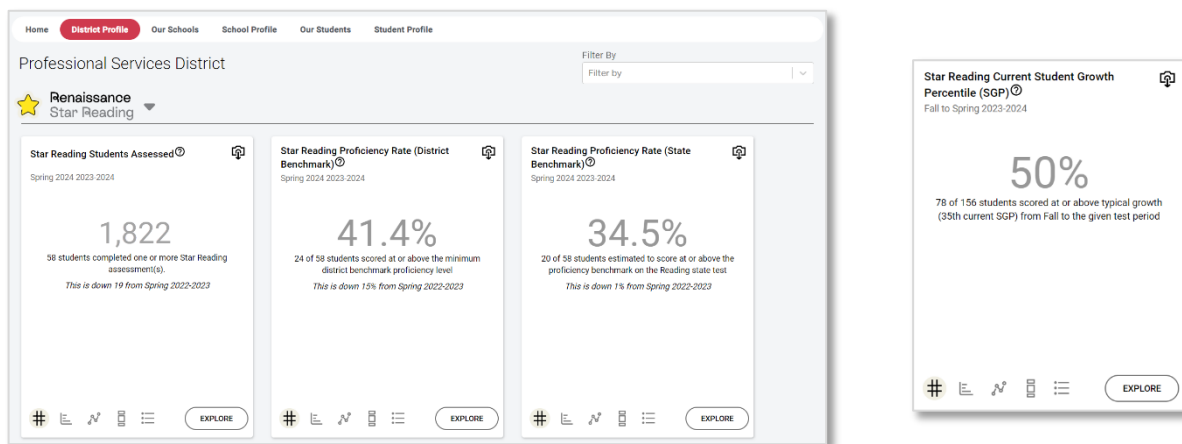 Home District Profile Our Schools School Profile Our Students Student Profile
Professional Services District
Filter By
Filter by
Renaissance
Star Reading
Star Reading Students Assessed?
Spring 2024 2023-2024
1,822
58 students completed one or more Star Reading
assessment(s).
This is down 19 from Spring 2022-2023
EXPLORE
Star Reading Proficiency Rate (District
Benchmark)?
Spring 2024 2023-2024
41.4%
24 of 58 students scored at or above the minimum
district benchmark proficiency level
This is down 15% from Spring 2022-2023
EXPLORE
Star Reading Proficiency Rate (State
Benchmark)?
Spring 2024 2023-2024
34.5%
20 of 58 students estimated to score at or above the
proficiency benchmark on the Reading state test
This is down 1% from Spring 2022-2023
EXPLORE
Star Reading Current Student Growth
Percentile (SGP)?
Fall to Spring 2023-2024
50%
78 of 156 students scored at or above typical growth
(35th current SGP) from Fall to the given test period
EXPLORE